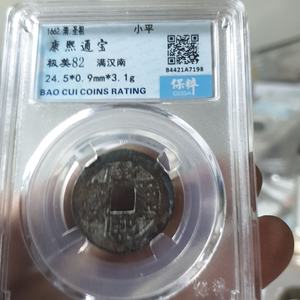 1662 清 圣祖
小平
康熙通宝
极美82 满汉南
24.5*0.9mm*3.1g
BAO CUI COINS RATING
B4421A7198
保粹